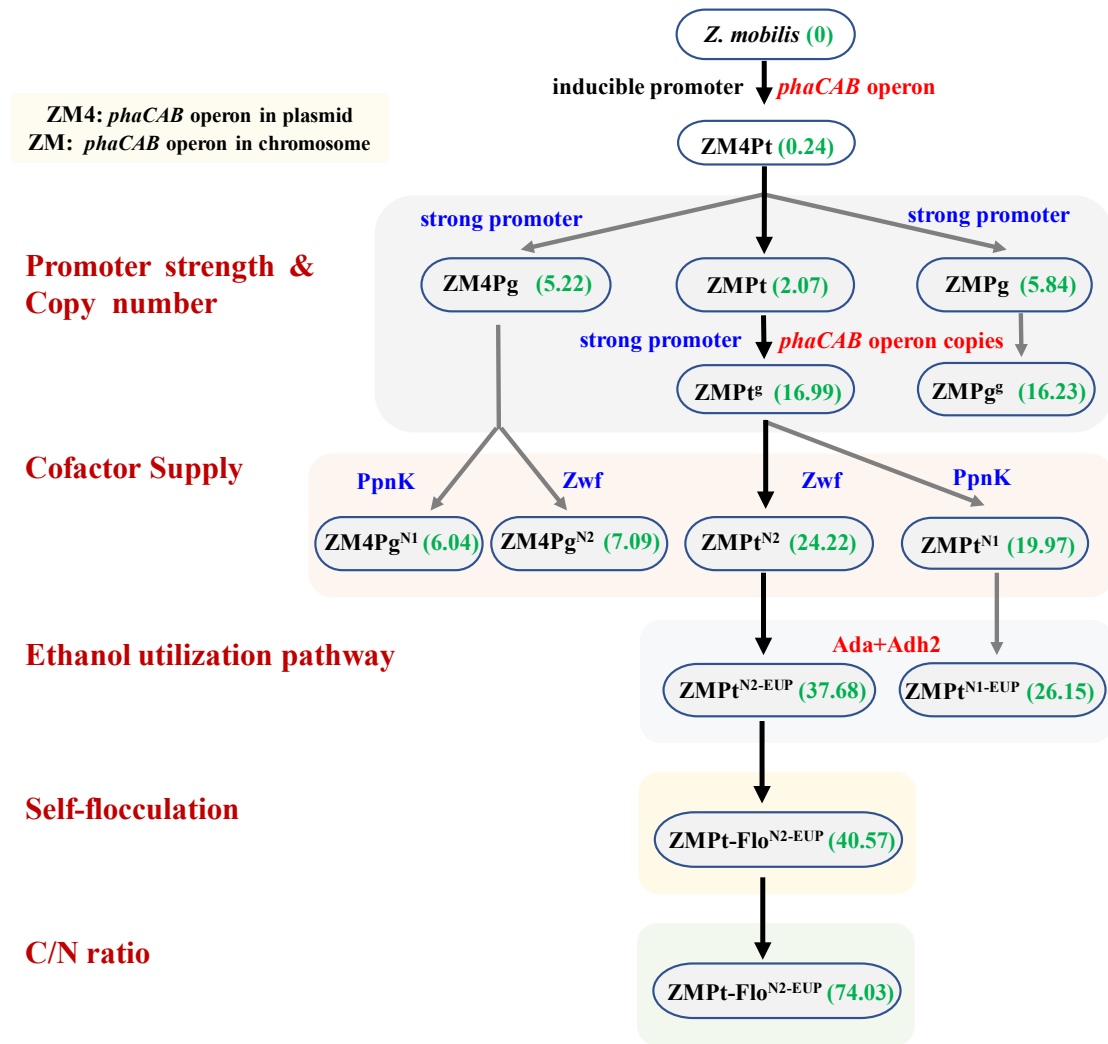 Z. mobilis (0)
inducible promoter phaCAB operon
ZM4: phaCAB operon in plasmid
ZM: phaCAB operon in chromosome
ZM4Pt (0.24)
strong promoter strong promoter
Promoter strength &
Copy number
ZM4Pg (5.22) ZMPt (2.07) ZMPg (5.84)
strong promoter phaCAB operon copies
ZMPtᵍ (16.99) ZMPgᵍ (16.23)
Cofactor Supply
PpnK Zwf Zwf PpnK
ZM4Pgᴺ¹ (6.04) ZM4Pgᴺ² (7.09) ZMPtᴺ² (24.22) ZMPtᴺ¹ (19.97)
Ethanol utilization pathway
Ada+Adh2
ZMPtᴺ²⁻ᴱᵁᴾ (37.68) ZMPtᴺ¹⁻ᴱᵁᴾ (26.15)
Self-flocculation
ZMPt-Floᴺ²⁻ᴱᵁᴾ (40.57)
C/N ratio
ZMPt-Floᴺ²⁻ᴱᵁᴾ (74.03)